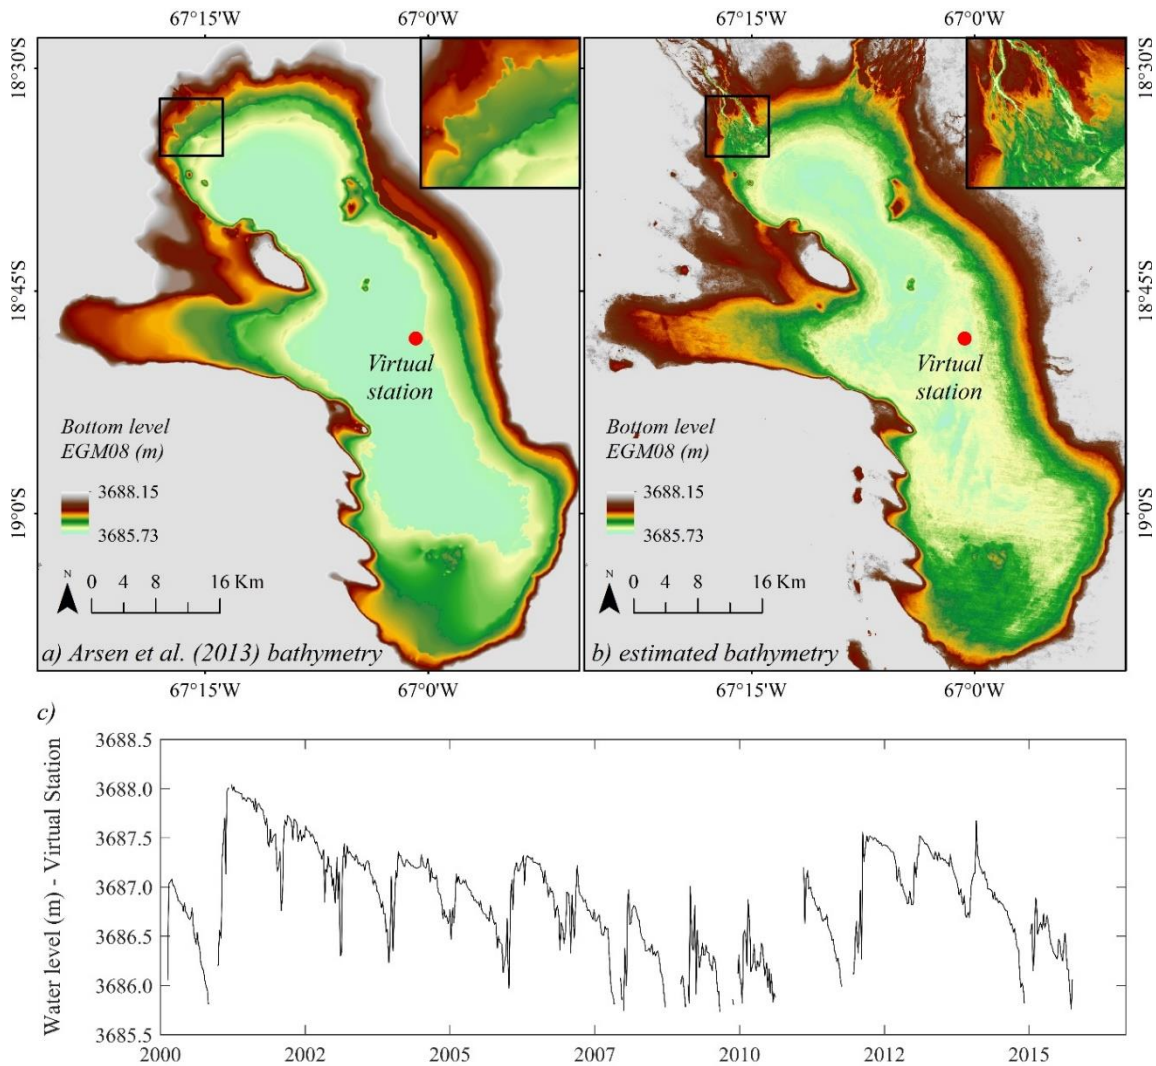 67°15'W 67°0'W 67°15'W 67°0'W
18°30'S 18°30'S
18°45'S 18°45'S
Virtual station Virtual station
Bottom level Bottom level
EGM08 (m) EGM08 (m)
3688.15 3688.15
19°0'S 19°0'S
3685.73 3685.73
N N
0 4 8 16 Km 0 4 8 16 Km
a) Arsen et al. (2013) bathymetry b) estimated bathymetry
67°15'W 67°0'W 67°15'W 67°0'W
c)
Water level (m) - Virtual Station
3688.5
3688.0
3687.5
3687.0
3686.5
3686.0
3685.5
2000 2002 2005 2007 2010 2012 2015